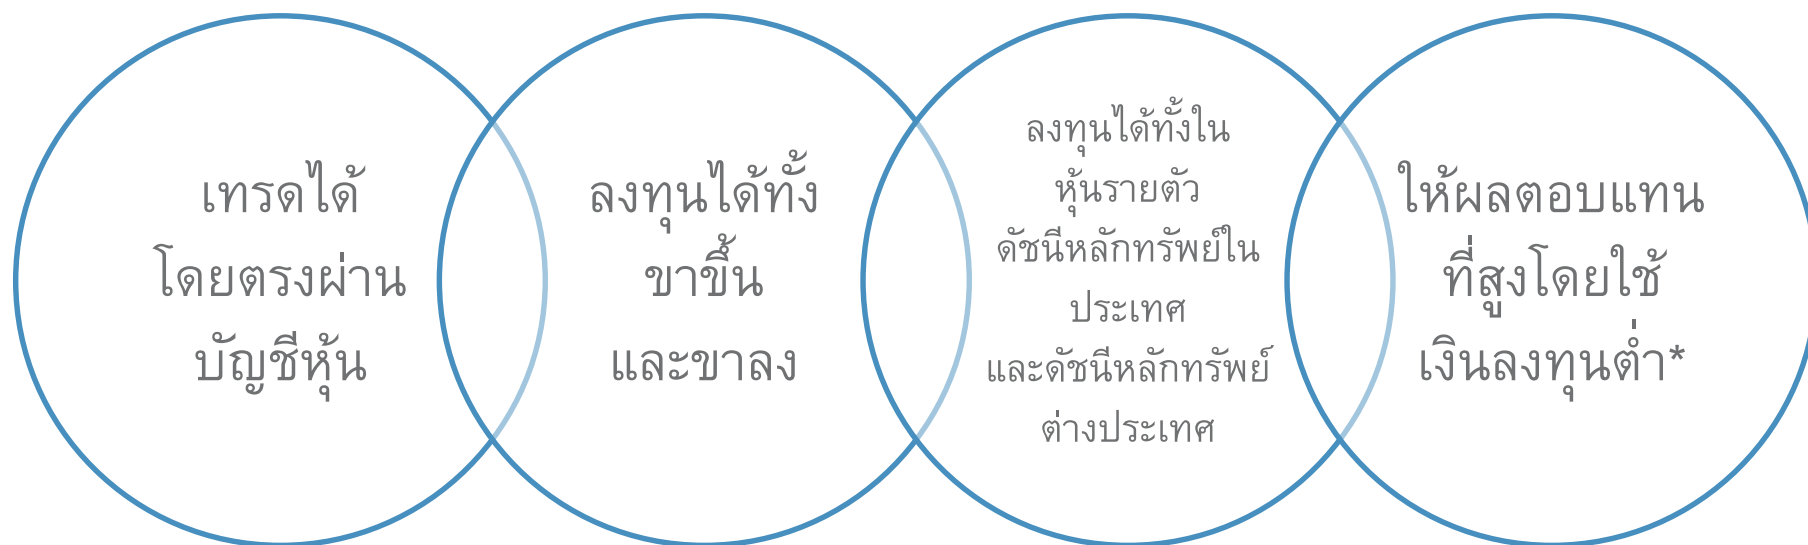 เทรดได้
โดยตรงผ่าน
บัญชีหุ้น
ลงทุนได้ทั้ง
ขาขึ้น
และขาลง
ลงทุนได้ทั้งใน
หุ้นรายตัว
ดัชนีหลักทรัพย์ใน
ประเทศ
และดัชนีหลักทรัพย์
ต่างประเทศ
ให้ผลตอบแทน
ที่สูงโดยใช้
เงินลงทุนต่ำ*